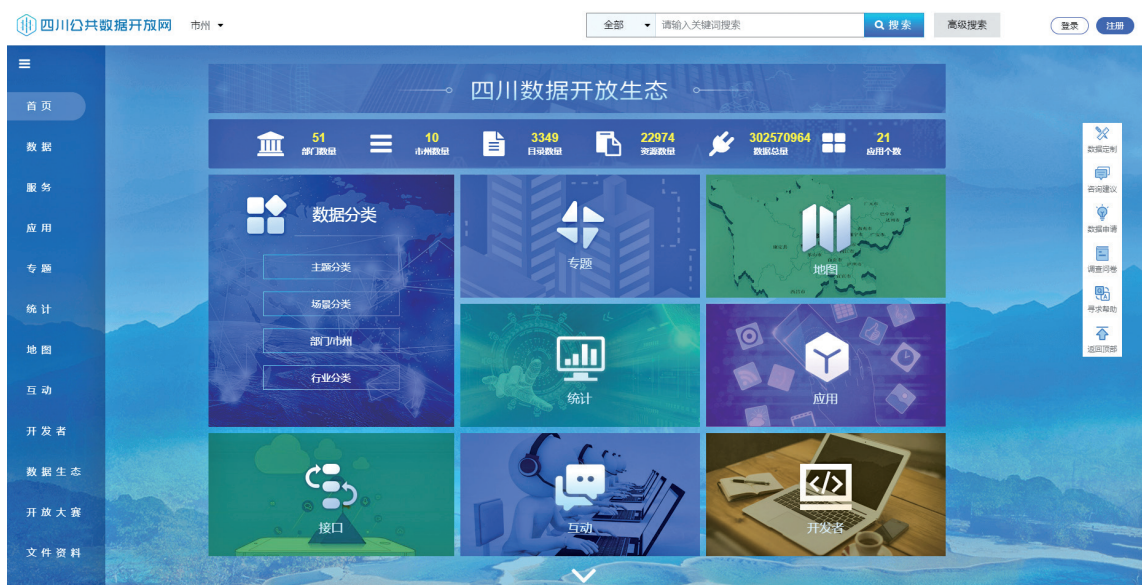 四川公共数据开放网 市州
全部 请输入关键词搜索 搜索 高级搜索 登录 注册
首页
数据
服务
应用
专题
统计
地图
互动
开发者
数据生态
开放大赛
文件资料
四川数据开放生态
51 10 3349 22974 302570964 21
部门数量 市州数量 目录数量 资源数量 数据总量 应用个数
数据分类
主题分类
场景分类
部门/市州
行业分类
专题
地图
统计
应用
接口
互动
开发者
数据定制
咨询建议
数据申请
调查问卷
寻求帮助
返回顶部